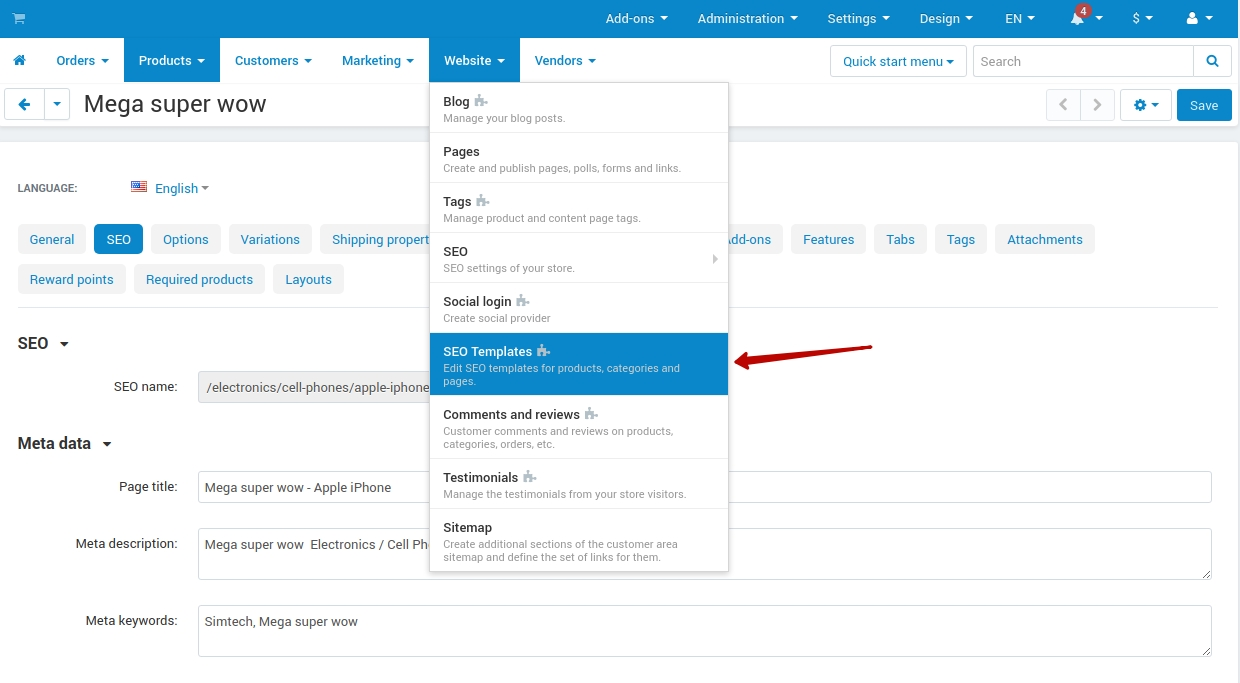 Add-ons Administration Settings Design EN 4 $
Orders Products Customers Marketing Website Vendors Quick start menu Search
Mega super wow Save
Blog
Manage your blog posts.
Pages
Create and publish pages, polls, forms and links.
Tags
Manage product and content page tags.
SEO
SEO settings of your store.
Social login
Create social provider
SEO Templates
Edit SEO templates for products, categories and
pages.
Comments and reviews
Customer comments and reviews on products,
categories, orders, etc.
Testimonials
Manage the testimonials from your store visitors.
Sitemap
Create additional sections of the customer area
sitemap and define the set of links for them.
LANGUAGE: English
General SEO Options Variations Shipping propert dd-ons Features Tabs Tags Attachments
Reward points Required products Layouts
SEO
SEO name: /electronics/cell-phones/apple-iphone
Meta data
Page title: Mega super wow - Apple iPhone
Meta description: Mega super wow Electronics / Cell Ph
Meta keywords: Simtech, Mega super wow